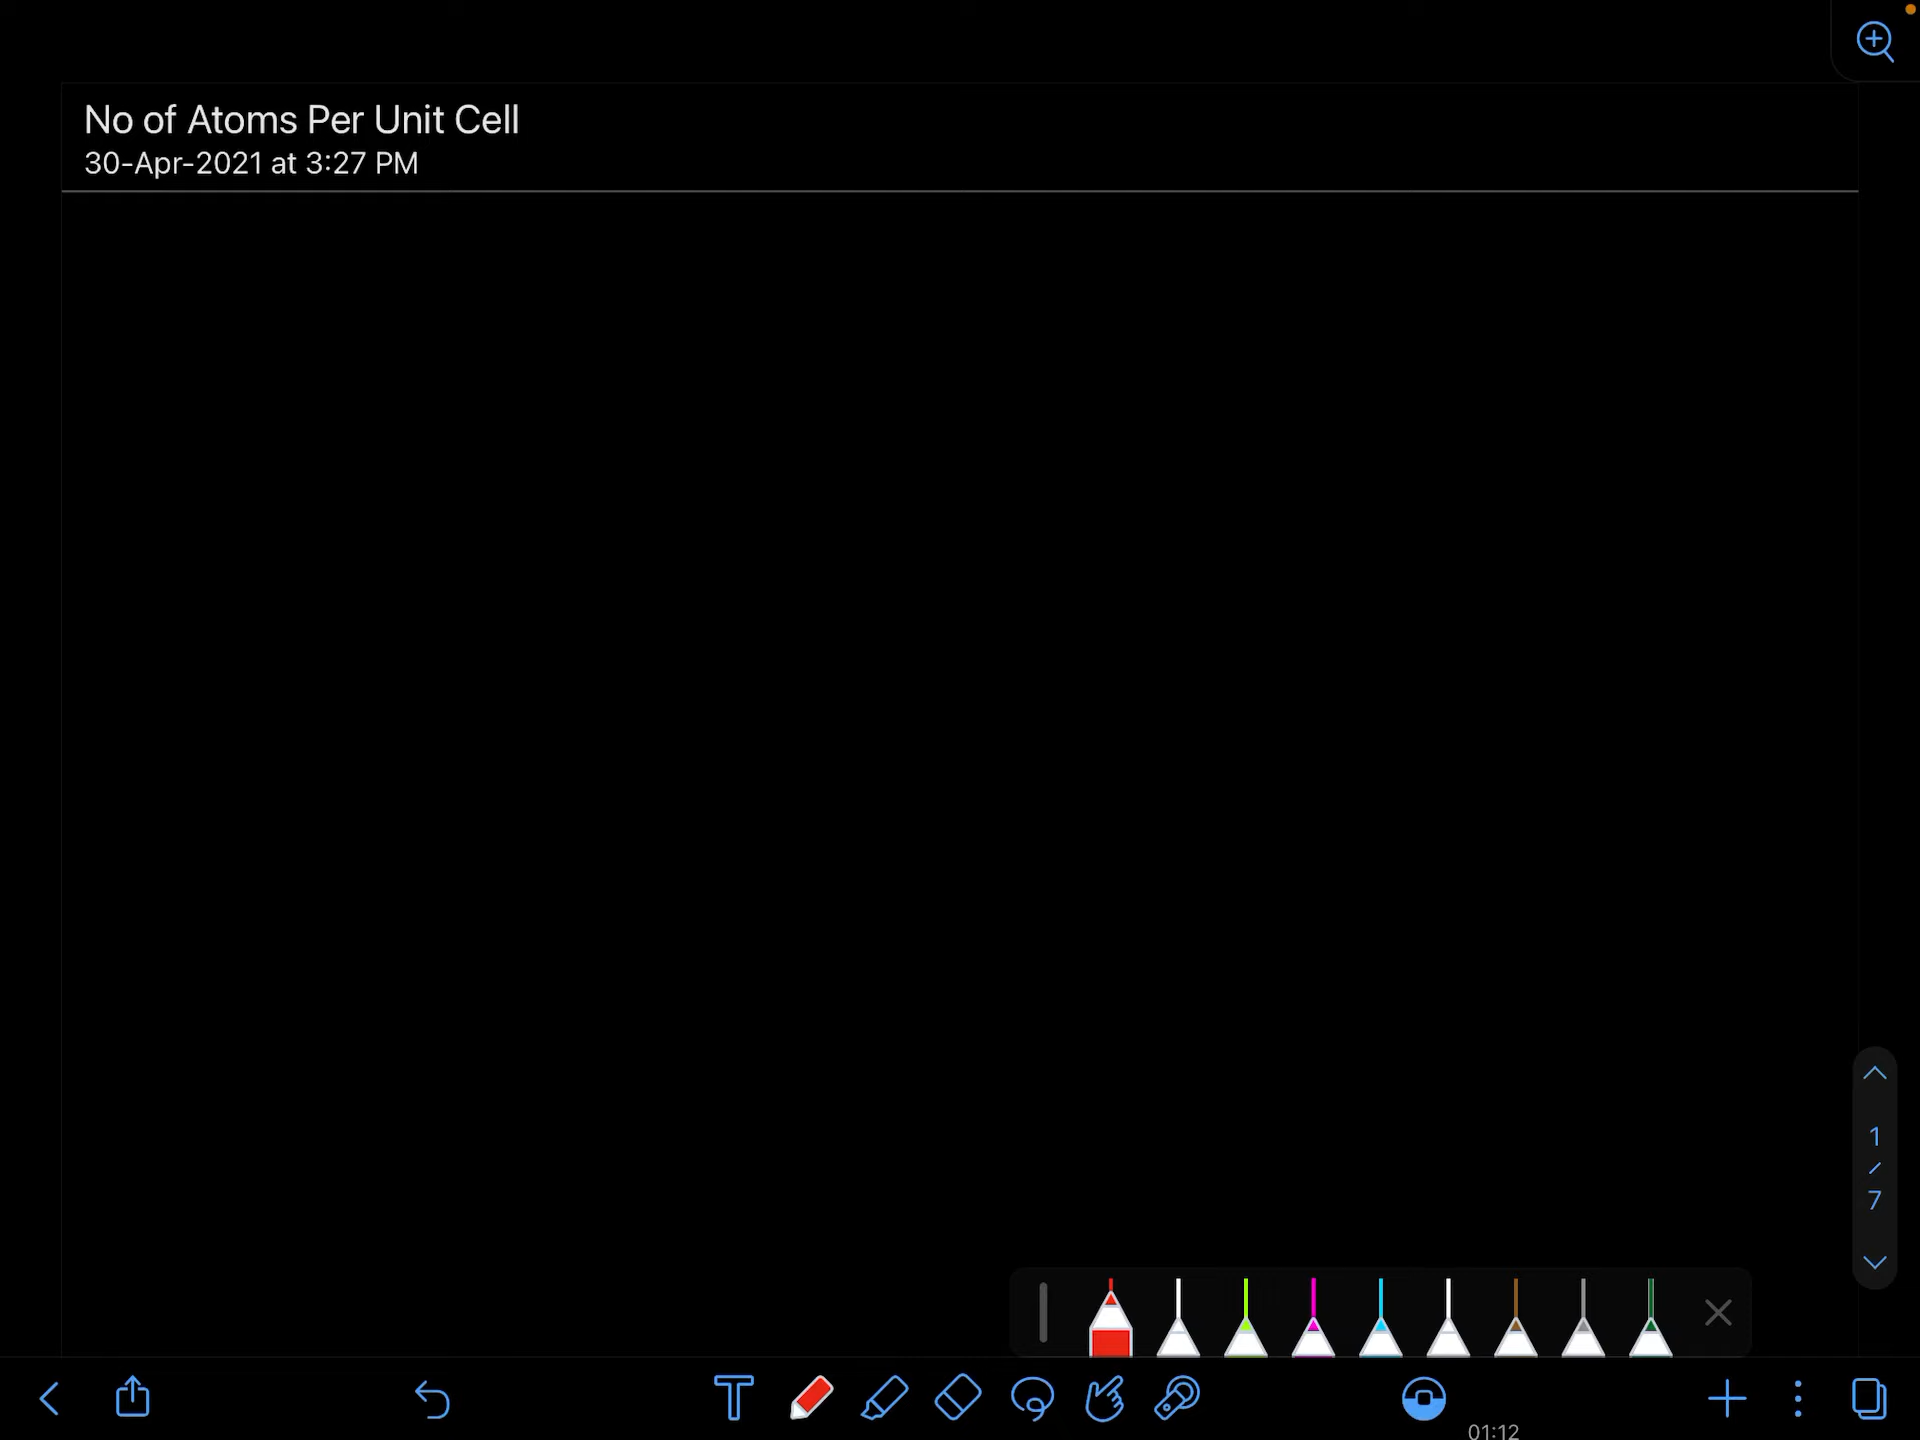 No of Atoms Per Unit Cell
30-Apr-2021 at 3:27 PM
1
/
7
01:12